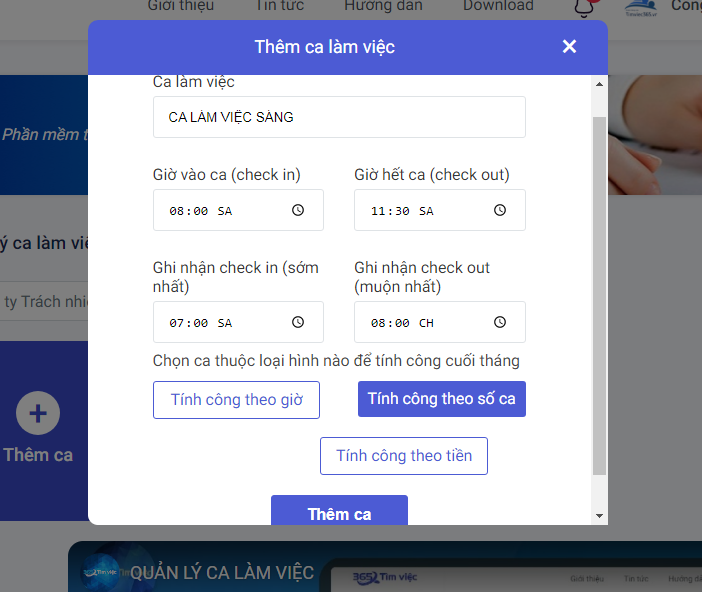 Giới thiệu Tin tức Hướng dẫn Download
Thêm ca làm việc ×
Ca làm việc
CA LÀM VIỆC SÁNG
Phần mềm
Giờ vào ca (check in) Giờ hết ca (check out)
08:00 SA 11:30 SA
ý ca làm việ
Ghi nhận check in (sớm nhất) Ghi nhận check out (muộn nhất)
ty Trách nhi
07:00 SA 08:00 CH
Chọn ca thuộc loại hình nào để tính công cuối tháng
Tính công theo giờ Tính công theo số ca
Thêm ca
Tính công theo tiền
Thêm ca
QUẢN LÝ CA LÀM VIỆC
365 Tìm việc Giới thiệu Tin tức Hướng dẫ